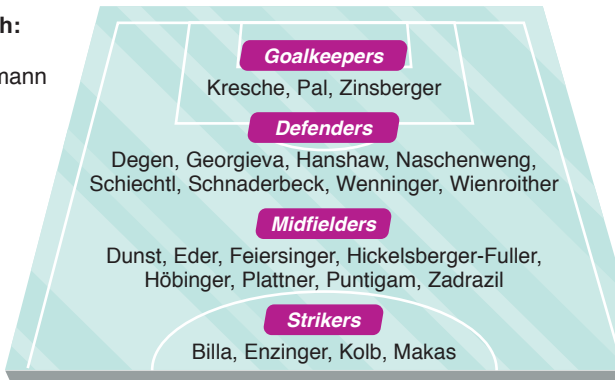 h:
mann
Goalkeepers
Kresche, Pal, Zinsberger
Defenders
Degen, Georgieva, Hanshaw, Naschenweng,
Schiechtl, Schnaderbeck, Wenninger, Wienroither
Midfielders
Dunst, Eder, Feiersinger, Hickelsberger-Fuller,
Höbinger, Plattner, Puntigam, Zadrazil
Strikers
Billa, Enzinger, Kolb, Makas